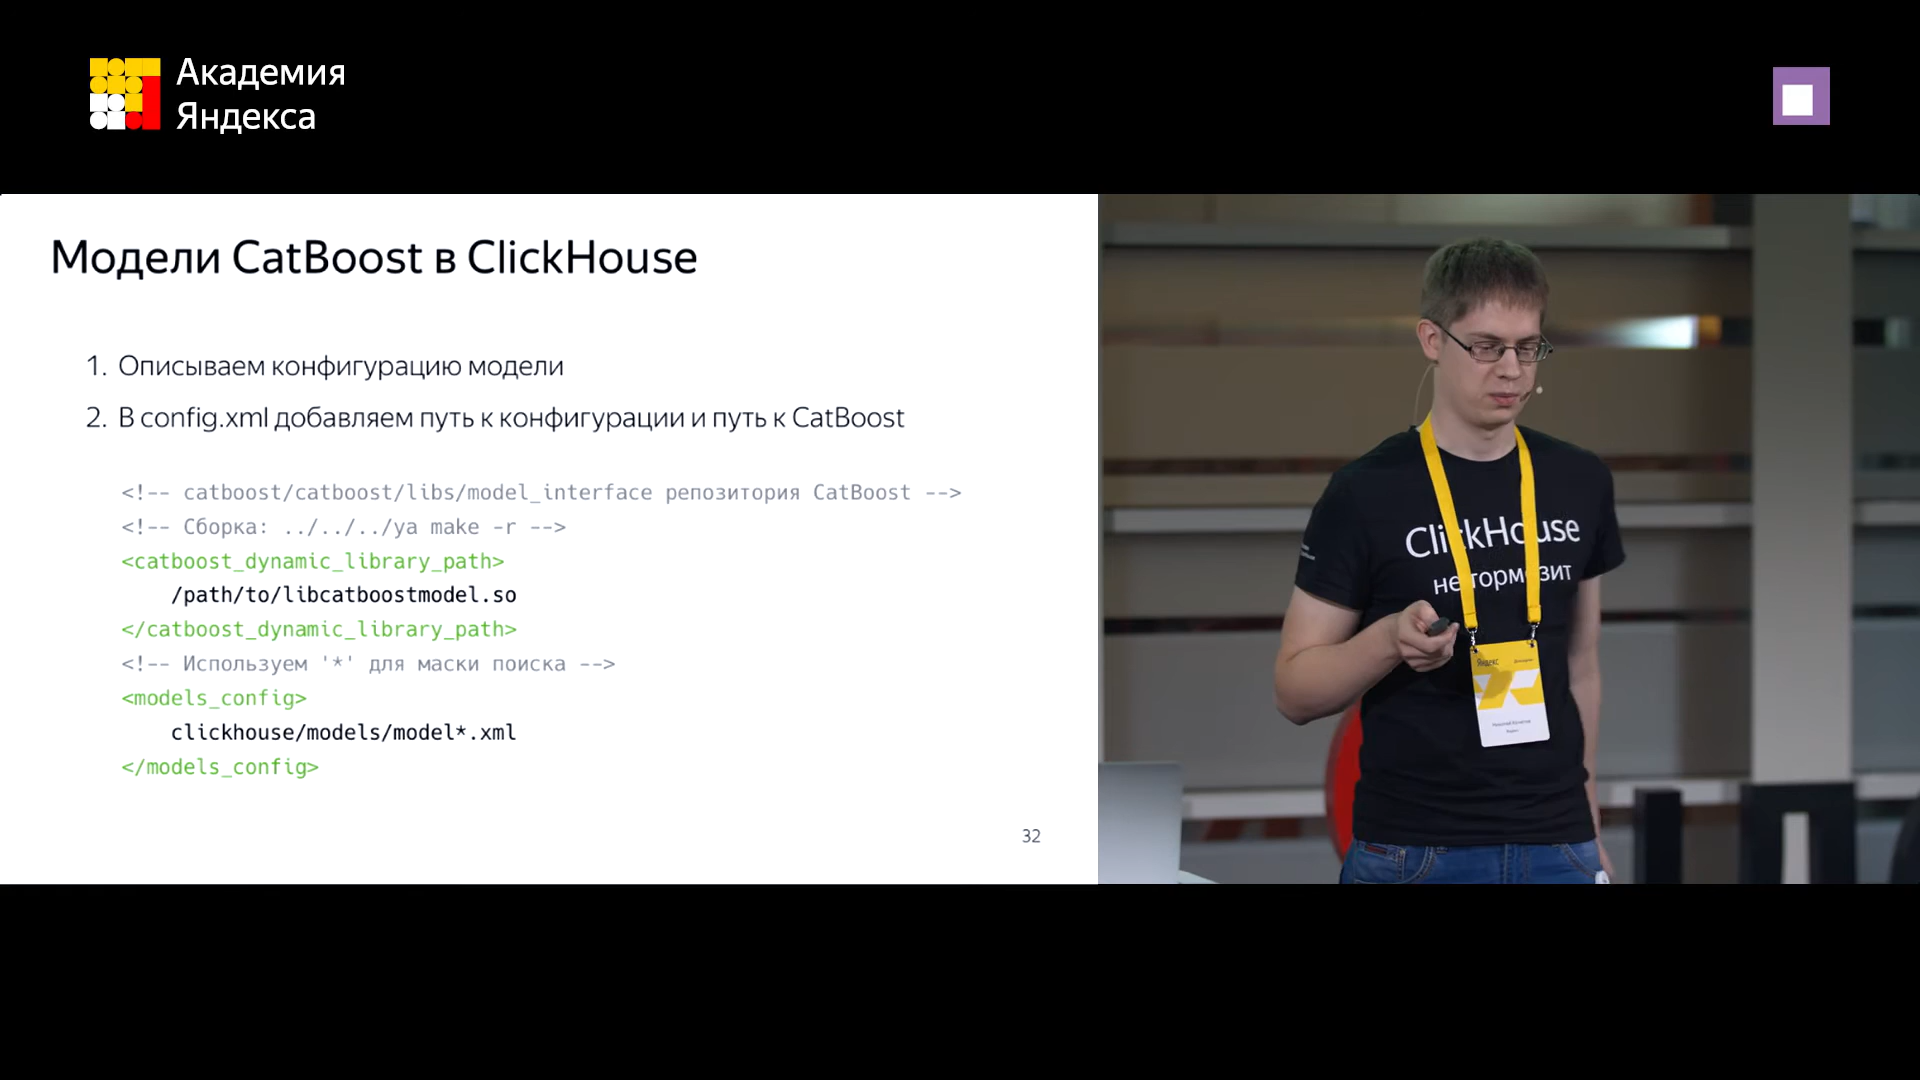 Академия
Яндекса
Модели CatBoost в ClickHouse
1. Описываем конфигурацию модели
2. В config.xml добавляем путь к конфигурации и путь к CatBoost
<!-- catboost/catboost/libs/model_interface репозитория CatBoost -->
<!-- Сборка: ../../../ya make -r -->
<catboost_dynamic_library_path>
/path/to/libcatboostmodel.so
</catboost_dynamic_library_path>
<!-- Используем '*' для маски поиска -->
<models_config>
clickhouse/models/model*.xml
</models_config>
32
ClickHouse
не тормозит
Яндекс